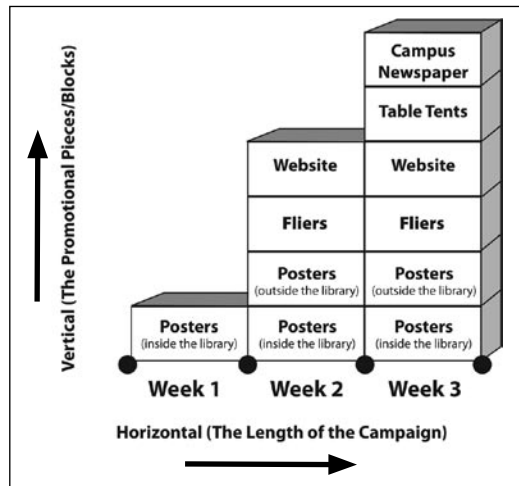 Vertical (The Promotional Pieces/Blocks)
Campus
Newspaper
Table Tents
Website
Website
Fliers
Fliers
Posters
(outside the library)
Posters
(outside the library)
Posters
(inside the library)
Posters
(inside the library)
Posters
(inside the library)
Week 1
Week 2
Week 3
Horizontal (The Length of the Campaign)